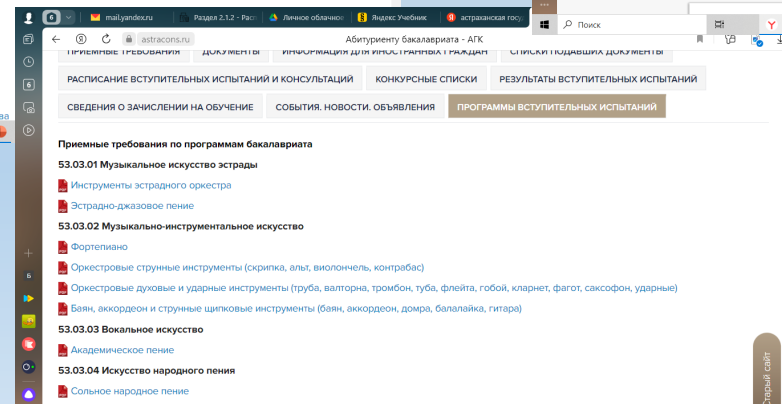 6 mail.yandex.ru Раздел 2.1.2 - Расп Личное облачное Яндекс Учебник астраханская госу
Поиск
astracons.ru Абитуриенту бакалавриата - АГК
ПРИЕМНЫЕ ТРЕБОВАНИЯ ДОКУМЕНТЫ ИНФОРМАЦИЯ ДЛЯ ИНОСТРАННЫХ ГРАЖДАН СПИСКИ ПОДАВШИХ ДОКУМЕНТЫ
РАСПИСАНИЕ ВСТУПИТЕЛЬНЫХ ИСПЫТАНИЙ И КОНСУЛЬТАЦИЙ КОНКУРСНЫЕ СПИСКИ РЕЗУЛЬТАТЫ ВСТУПИТЕЛЬНЫХ ИСПЫТАНИЙ
СВЕДЕНИЯ О ЗАЧИСЛЕНИИ НА ОБУЧЕНИЕ СОБЫТИЯ. НОВОСТИ. ОБЪЯВЛЕНИЯ ПРОГРАММЫ ВСТУПИТЕЛЬНЫХ ИСПЫТАНИЙ
Приемные требования по программам бакалавриата
53.03.01 Музыкальное искусство эстрады
Инструменты эстрадного оркестра
Эстрадно-джазовое пение
53.03.02 Музыкально-инструментальное искусство
Фортепиано
Оркестровые струнные инструменты (скрипка, альт, виолончель, контрабас)
Оркестровые духовые и ударные инструменты (труба, валторна, тромбон, туба, флейта, гобой, кларнет, фагот, саксофон, ударные)
Баян, аккордеон и струнные щипковые инструменты (баян, аккордеон, домра, балалайка, гитара)
53.03.03 Вокальное искусство
Академическое пение
53.03.04 Искусство народного пения
Сольное народное пение
старый сайт